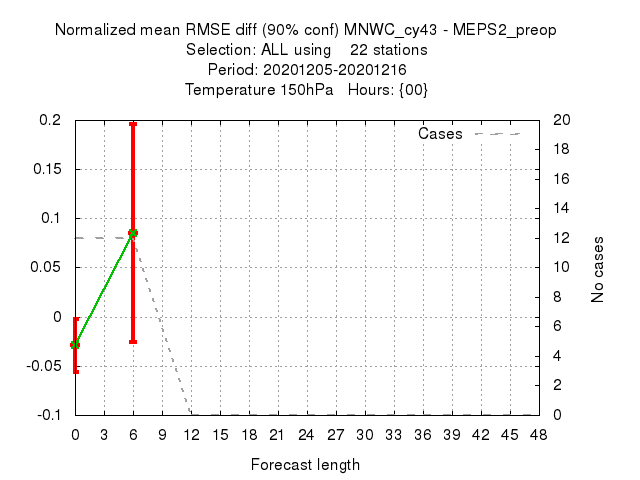 Normalized mean RMSE diff (90% conf) MNWC_cy43 - MEPS2_preop
Selection: ALL using    22 stations
Period: 20201205-20201216
Temperature 150hPa   Hours: {00}
Cases
0.2
0.15
0.1
0.05
0
-0.05
-0.1
20
18
16
14
12
10
8
6
4
2
0
No cases
0 3 6 9 12 15 18 21 24 27 30 33 36 39 42 45 48
Forecast length